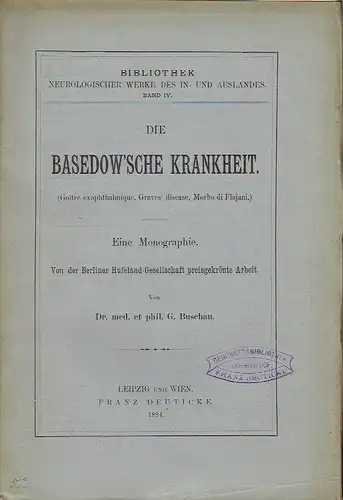 BIBLIOTHEK
NEUROLOGISCHER WERKE DES IN- UND AUSLANDES.
BAND IV.
DIE
BASEDOW'SCHE KRANKHEIT.
(Goitre exophthalmique, Graves' disease, Morbo di Flajani.)
Eine Monographie.
Von der Berliner Hufeland-Gesellschaft preisgekrönte Arbeit.
Von
Dr. med. et phil. G. Buschan.
FRANZ DEUTICKE
LEIPZIG UND WIEN.
FRANZ DEUTICKE.
1894.